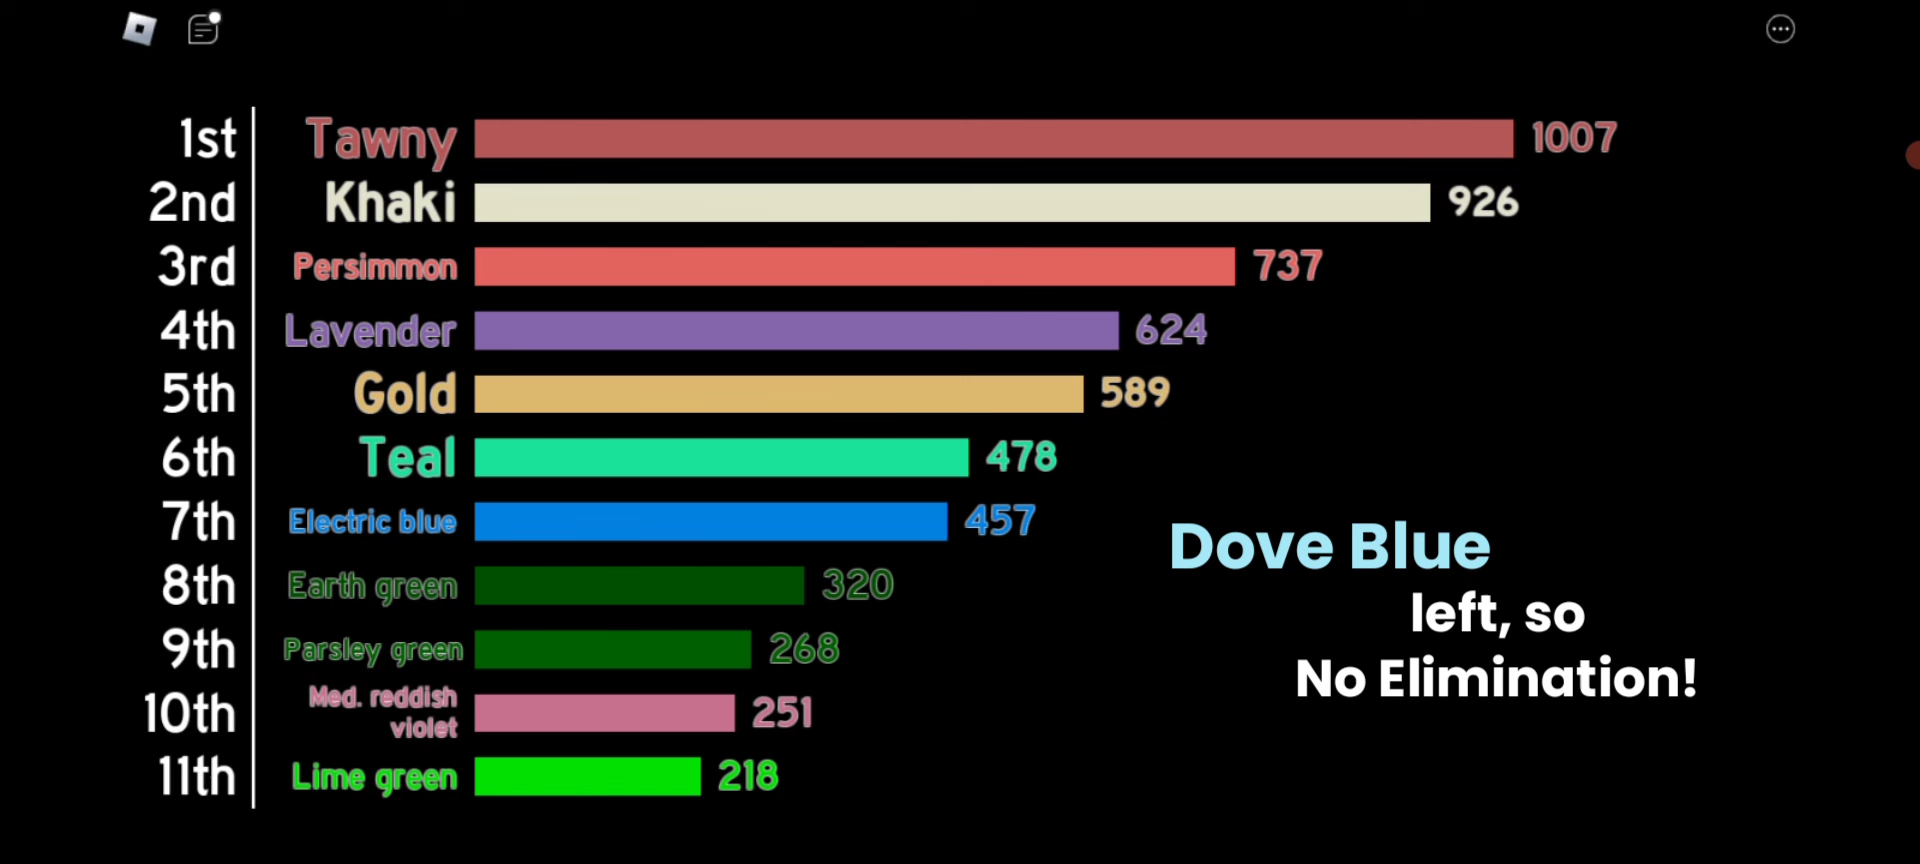 1st Tawny 1007
2nd Khaki 926
3rd Persimmon 737
4th Lavender 624
5th Gold 589
6th Teal 478
7th Electric blue 457
8th Earth green 320
9th Parsley green 268
10th Med. reddish violet 251
11th Lime green 218
Dove Blue
left, so
No Elimination!